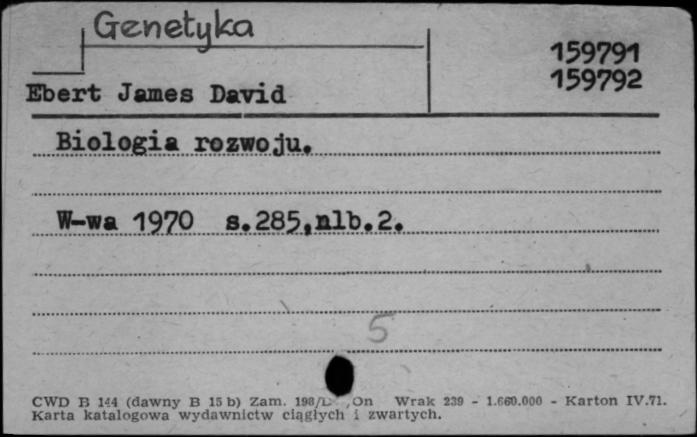 Genetyka
159791
159792
Ebert James David
Biologia rozwoju.
W-wa 1970 s.285,nlb.2.
5
CWD B 144 (dawny B 15 b) Zam. On Wrak 239 - 1.660.000 - Karton IV.71.
Karta katalogowa wydawnictw ciągłych i zwartych.